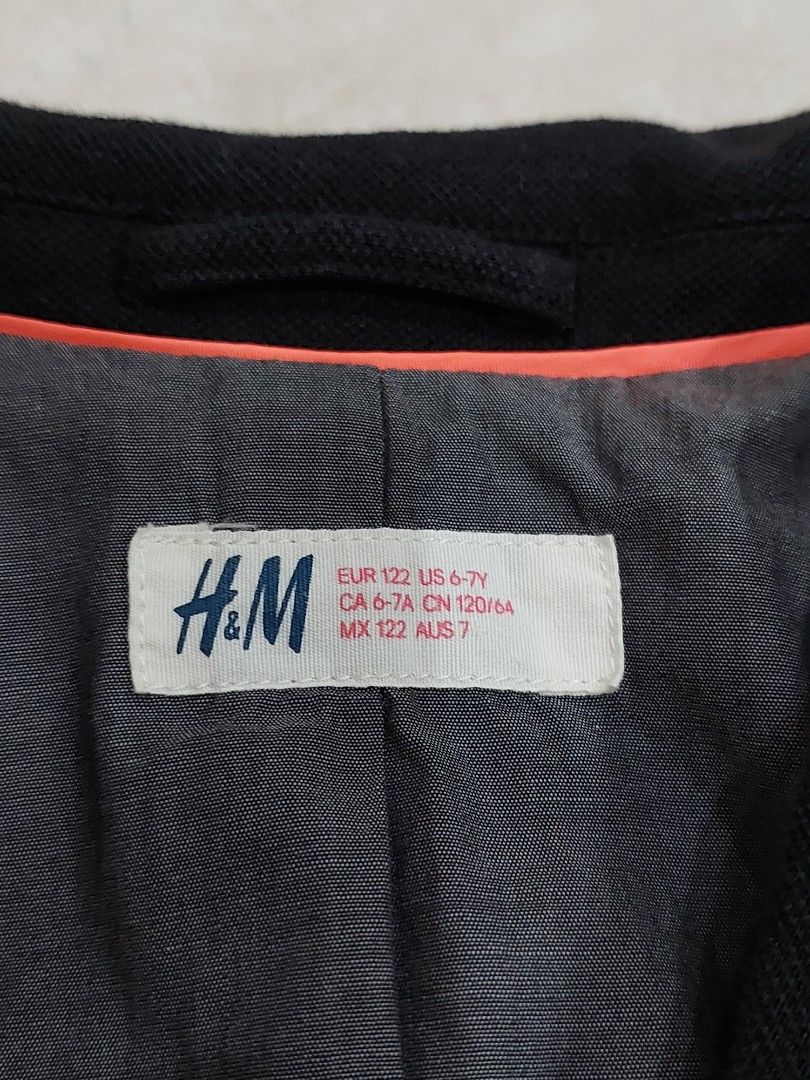 H&M
EUR 122 US 6-7Y
CA 6-7A CN 120/64
MX 122 AUS 7